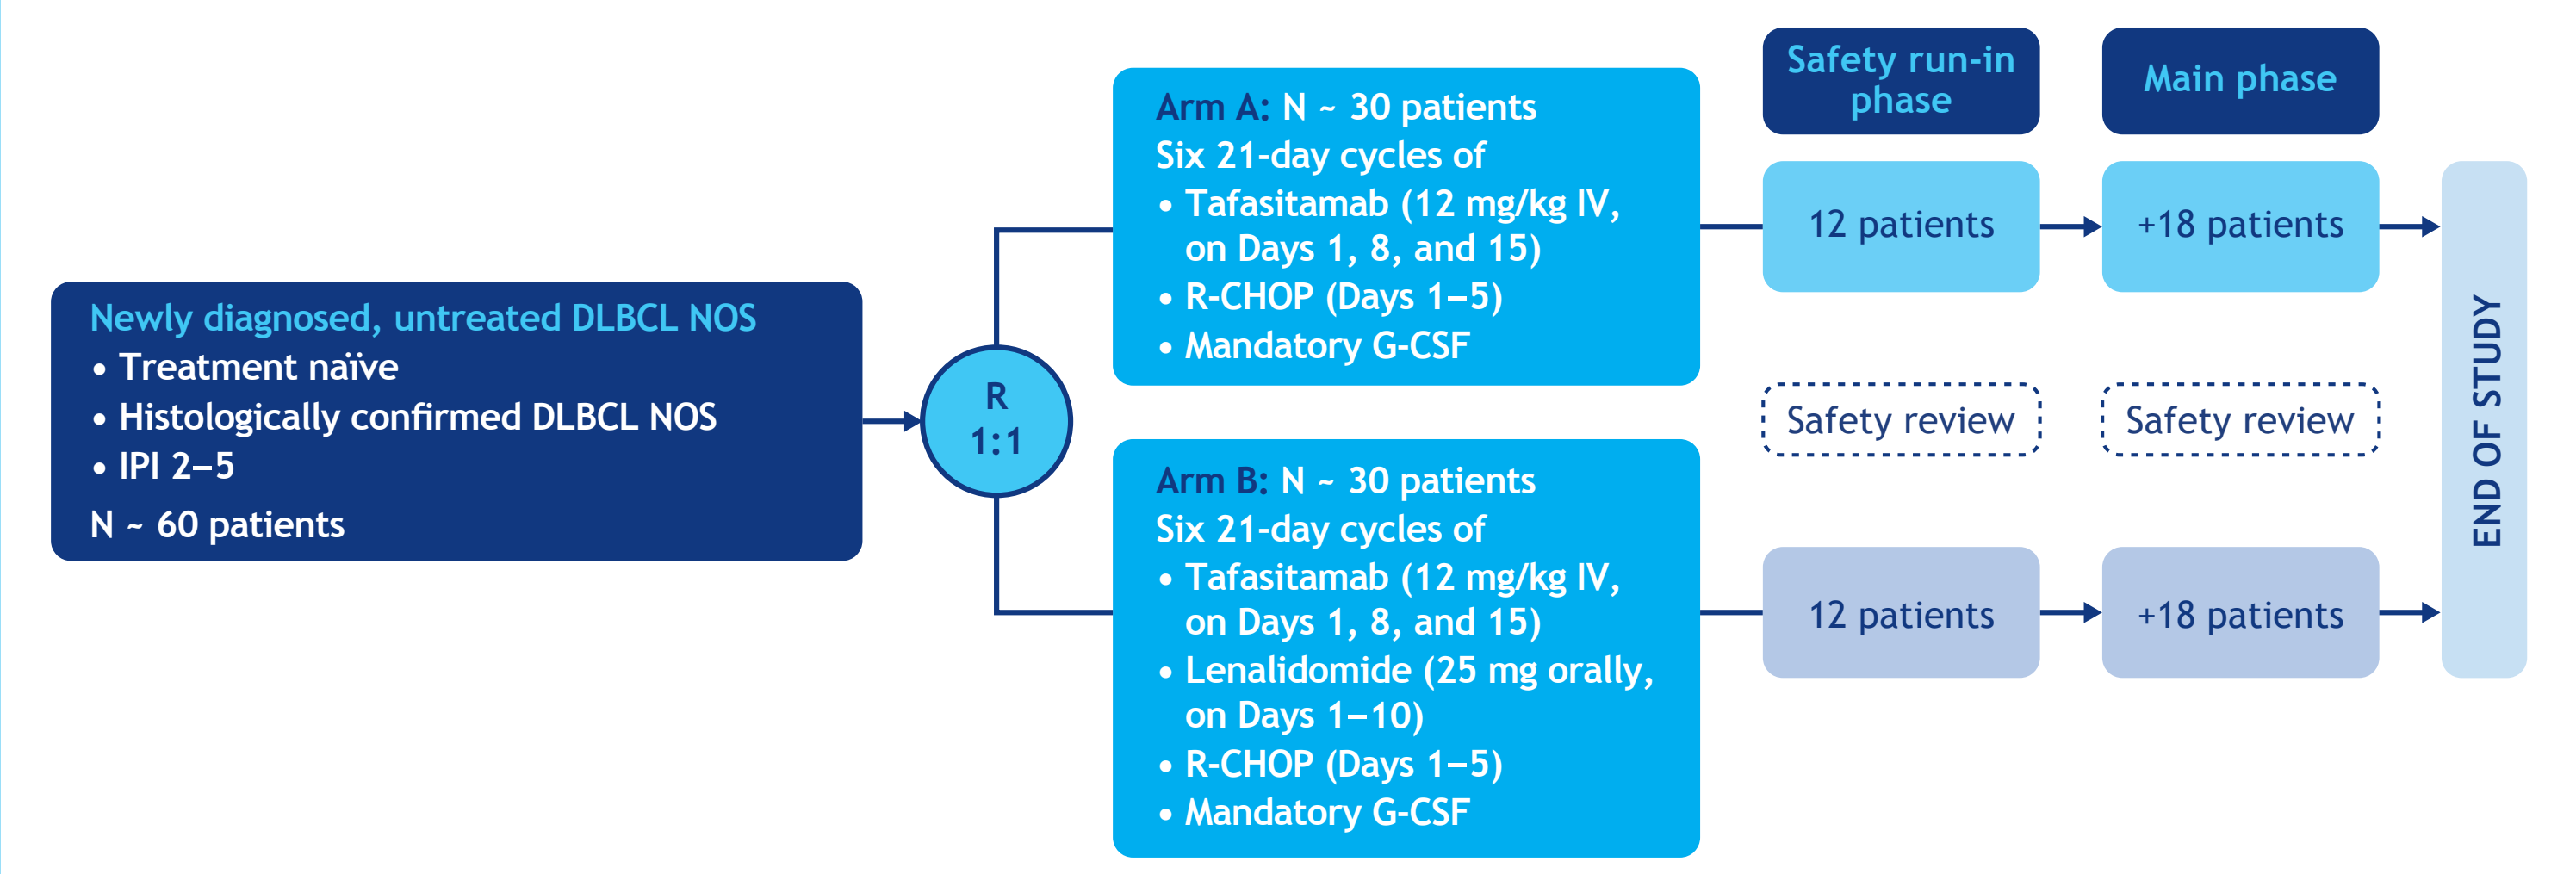 Newly diagnosed, untreated DLBCL NOS
• Treatment naïve
• Histologically confirmed DLBCL NOS
• IPI 2–5
N ~ 60 patients
R
1:1
Arm A: N ~ 30 patients
Six 21-day cycles of
• Tafasitamab (12 mg/kg IV,
on Days 1, 8, and 15)
• R-CHOP (Days 1–5)
• Mandatory G-CSF
Arm B: N ~ 30 patients
Six 21-day cycles of
• Tafasitamab (12 mg/kg IV,
on Days 1, 8, and 15)
• Lenalidomide (25 mg orally,
on Days 1–10)
• R-CHOP (Days 1–5)
• Mandatory G-CSF
Safety run-in
phase
Main phase
12 patients
+18 patients
Safety review
Safety review
12 patients
+18 patients
END OF STUDY